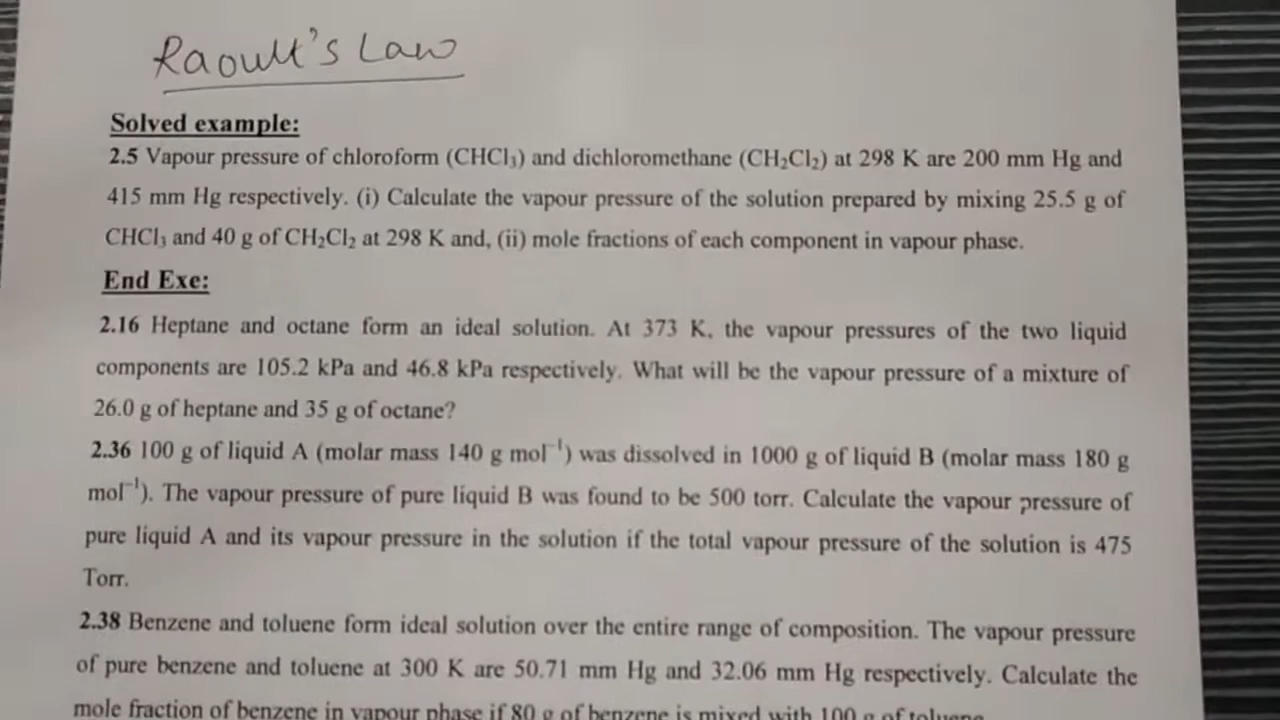 Raoult's Law
Solved example:
2.5 Vapour pressure of chloroform (CHCl₃) and dichloromethane (CH₂Cl₂) at 298 K are 200 mm Hg and
415 mm Hg respectively. (i) Calculate the vapour pressure of the solution prepared by mixing 25.5 g of
CHCl₃ and 40 g of CH₂Cl₂ at 298 K and, (ii) mole fractions of each component in vapour phase.
End Exe:
2.16 Heptane and octane form an ideal solution. At 373 K, the vapour pressures of the two liquid
components are 105.2 kPa and 46.8 kPa respectively. What will be the vapour pressure of a mixture of
26.0 g of heptane and 35 g of octane?
2.36 100 g of liquid A (molar mass 140 g mol⁻¹) was dissolved in 1000 g of liquid B (molar mass 180 g
mol⁻¹). The vapour pressure of pure liquid B was found to be 500 torr. Calculate the vapour pressure of
pure liquid A and its vapour pressure in the solution if the total vapour pressure of the solution is 475
Torr.
2.38 Benzene and toluene form ideal solution over the entire range of composition. The vapour pressure
of pure benzene and toluene at 300 K are 50.71 mm Hg and 32.06 mm Hg respectively. Calculate the
mole fraction of benzene in vapour phase if 80 g of benzene is mixed with 100 g of toluene.